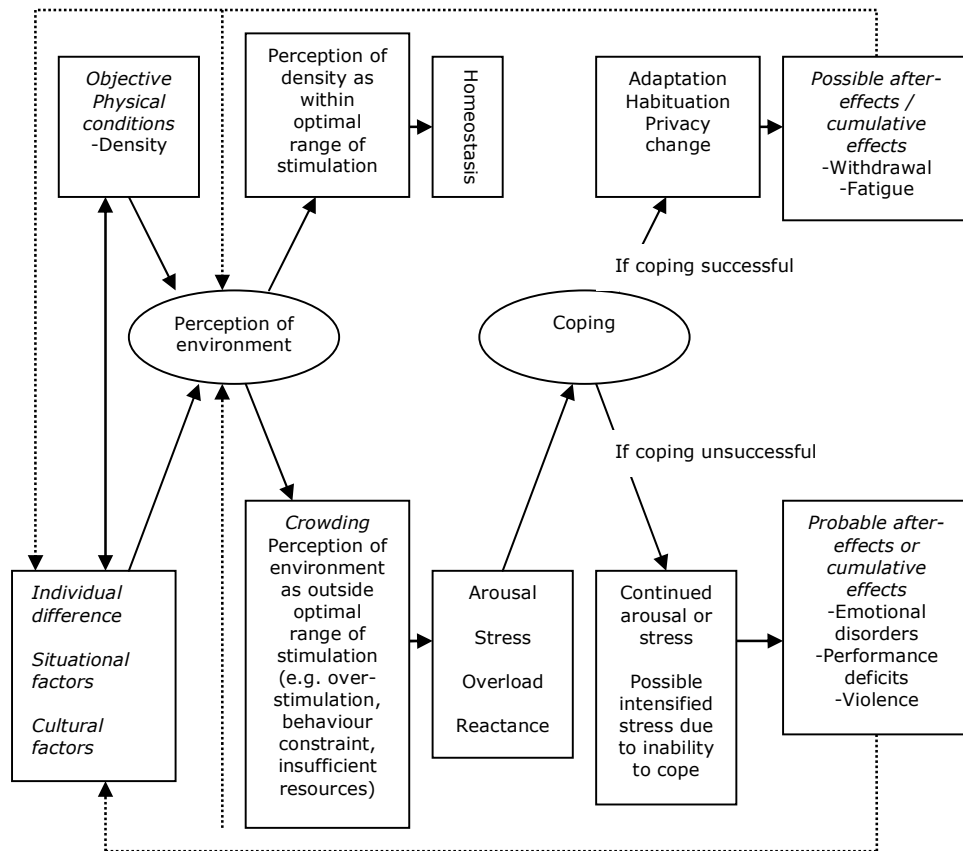 Objective
Physical
conditions
-Density
Perception of
density as
within
optimal
range of
stimulation
Homeostasis
Adaptation
Habituation
Privacy
change
Possible after-
effects /
cumulative
effects
-Withdrawal
-Fatigue
If coping successful
Perception of
environment
Coping
If coping unsuccessful
Individual
difference
Situational
factors
Cultural
factors
Crowding
Perception of
environment
as outside
optimal
range of
stimulation
(e.g. over-
stimulation,
behaviour
constraint,
insufficient
resources)
Arousal
Stress
Overload
Reactance
Continued
arousal or
stress
Possible
intensified
stress due
to inability
to cope
Probable after-
effects or
cumulative
effects
-Emotional
disorders
-Performance
deficits
-Violence